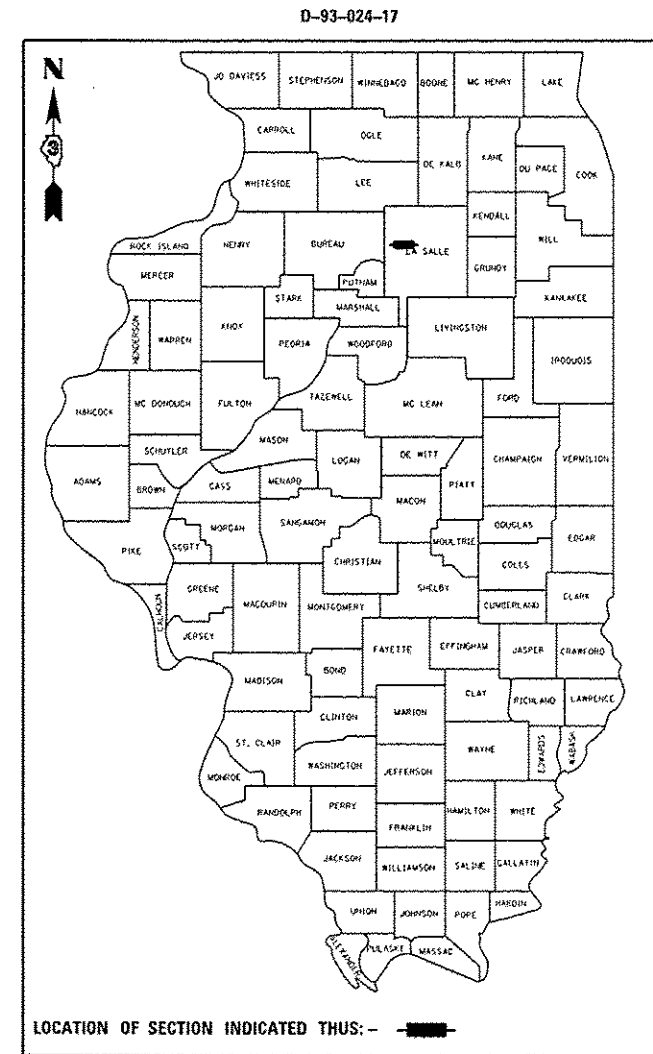 D-93-024-17
N
3
JO DAVIESS STEPHENSON WINNEBAGO BOONE MC HENRY LAKE
CARROLL OGLE DE KALB KANE DU PAGE COOK
WHITESIDE LEE KENDALL WILL
ROCK ISLAND HENRY BUREAU LA SALLE GRUNDY
MERCER PUTNAM KANKAKEE
HENDERSON WARREN KNOX STARK MARSHALL LIVINGSTON
PEORIA WOODFORD IROQUOIS
HANCOCK MC DONOUGH FULTON TAZEWELL MC LEAN FORD
SCHUYLER MASON LOGAN DE WITT CHAMPAIGN VERMILION
ADAMS BROWN CASS MENARD MACON PIATT
MORGAN SANGAMON DOUGLAS EDGAR
PIKE SCOTT CHRISTIAN MOULTRIE COLES
CALHOUN GREENE MACOUPIN MONTGOMERY SHELBY CUMBERLAND CLARK
JERSEY FAYETTE EFFINGHAM JASPER CRAWFORD
MADISON BOND CLAY RICHLAND LAWRENCE
CLINTON MARION
ST. CLAIR WAYNE EDWARDS WABASH
MONROE WASHINGTON JEFFERSON
RANDOLPH PERRY HAMILTON WHITE
FRANKLIN
JACKSON WILLIAMSON SALINE GALLATIN
UNION JOHNSON POPE HARDIN
ALEXANDER PULASKI MASSAC
LOCATION OF SECTION INDICATED THUS: -